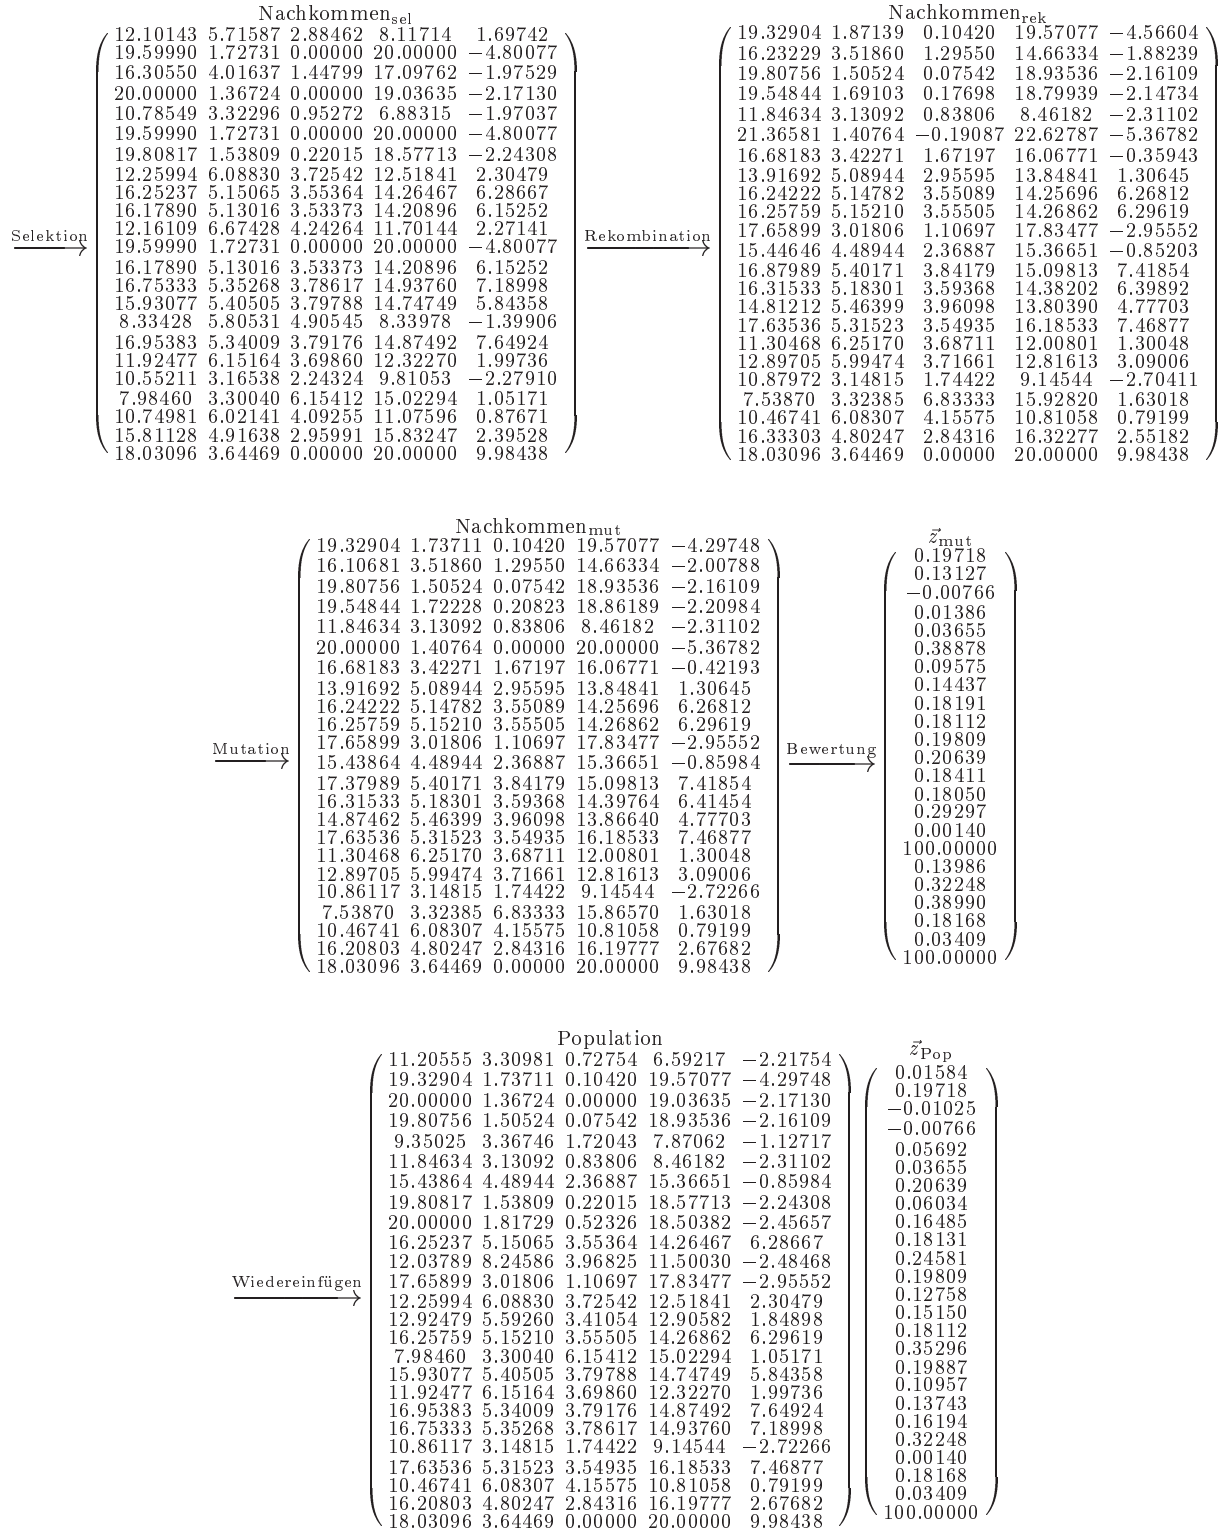 Nachkommen_sel
Selektion
12.10143 5.71587 2.88462 8.11714 1.69742
19.59990 1.72731 0.00000 20.00000 −4.80077
16.30550 4.01637 1.44799 17.09762 −1.97529
20.00000 1.36724 0.00000 19.03635 −2.17130
10.78549 3.32296 0.95272 6.88315 −1.97037
19.59990 1.72731 0.00000 20.00000 −4.80077
19.80817 1.53809 0.22015 18.57713 −2.24308
12.25994 6.08830 3.72542 12.51841 2.30479
16.25237 5.15065 3.55364 14.26467 6.28667
16.17890 5.13016 3.53373 14.20896 6.15252
12.16109 6.67428 4.24264 11.70144 2.27141
19.59990 1.72731 0.00000 20.00000 −4.80077
16.17890 5.13016 3.53373 14.20896 6.15252
16.75333 5.35268 3.78617 14.93760 7.18998
15.93077 5.40505 3.79788 14.74749 5.84358
8.33428 5.80531 4.90545 8.33978 −1.39906
16.95383 5.34009 3.79176 14.87492 7.64924
11.92477 6.15164 3.69860 12.32270 1.99736
10.55211 3.16538 2.24324 9.81053 −2.27910
7.98460 3.30040 6.15412 15.02294 1.05171
10.74981 6.02141 4.09255 11.07596 0.87671
15.81128 4.91638 2.95991 15.83247 2.39528
18.03096 3.64469 0.00000 20.00000 9.98438
Nachkommen_rek
Rekombination
19.32904 1.87139 0.10420 19.57077 −4.56604
16.23229 3.51860 1.29550 14.66334 −1.88239
19.80756 1.50524 0.07542 18.93536 −2.16109
19.54844 1.69103 0.17698 18.79939 −2.14734
11.84634 3.13092 0.83806 8.46182 −2.31102
21.36581 1.40764 −0.19087 22.62787 −5.36782
16.68183 3.42271 1.67197 16.06771 −0.35943
13.91692 5.08944 2.95595 13.84841 1.30645
16.24222 5.14782 3.55089 14.25696 6.26812
16.25759 5.15210 3.55505 14.26862 6.29619
17.65899 3.01806 1.10697 17.83477 −2.95552
15.44646 4.48944 2.36887 15.36651 −0.85203
16.87989 5.40171 3.84179 15.09813 7.41854
16.31533 5.18301 3.59368 14.38202 6.39892
14.81212 5.46399 3.96098 13.80390 4.77703
17.63536 5.31523 3.54935 16.18533 7.46877
11.30468 6.25170 3.68711 12.00801 1.30048
12.89705 5.99474 3.71661 12.81613 3.09006
10.87972 3.14815 1.74422 9.14544 −2.70411
7.53870 3.32385 6.83333 15.92820 1.63018
10.46741 6.08307 4.15575 10.81058 0.79199
16.33303 4.80247 2.84316 16.32277 2.55182
18.03096 3.64469 0.00000 20.00000 9.98438
Nachkommen_mut
Mutation
19.32904 1.73711 0.10420 19.57077 −4.29748
16.10681 3.51860 1.29550 14.66334 −2.00788
19.80756 1.50524 0.07542 18.93536 −2.16109
19.54844 1.72228 0.20823 18.86189 −2.20984
11.84634 3.13092 0.83806 8.46182 −2.31102
20.00000 1.40764 0.00000 20.00000 −5.36782
16.68183 3.42271 1.67197 16.06771 −0.42193
13.91692 5.08944 2.95595 13.84841 1.30645
16.24222 5.14782 3.55089 14.25696 6.26812
16.25759 5.15210 3.55505 14.26862 6.29619
17.65899 3.01806 1.10697 17.83477 −2.95552
15.43864 4.48944 2.36887 15.36651 −0.85984
17.37989 5.40171 3.84179 15.09813 7.41854
16.31533 5.18301 3.59368 14.39764 6.41454
14.87462 5.46399 3.96098 13.86640 4.77703
17.63536 5.31523 3.54935 16.18533 7.46877
11.30468 6.25170 3.68711 12.00801 1.30048
12.89705 5.99474 3.71661 12.81613 3.09006
10.86117 3.14815 1.74422 9.14544 −2.72266
7.53870 3.32385 6.83333 15.86570 1.63018
10.46741 6.08307 4.15575 10.81058 0.79199
16.20803 4.80247 2.84316 16.19777 2.67682
18.03096 3.64469 0.00000 20.00000 9.98438
z⃗_mut
Bewertung
0.19718
0.13127
−0.00766
0.01386
0.03655
0.38878
0.09575
0.14437
0.18191
0.18112
0.19809
0.20639
0.18411
0.18050
0.29297
0.00140
100.00000
0.13986
0.32248
0.38990
0.18168
0.03409
100.00000
Population
Wiedereinfügen
11.20555 3.30981 0.72754 6.59217 −2.21754
19.32904 1.73711 0.10420 19.57077 −4.29748
20.00000 1.36724 0.00000 19.03635 −2.17130
19.80756 1.50524 0.07542 18.93536 −2.16109
9.35025 3.36746 1.72043 7.87062 −1.12717
11.84634 3.13092 0.83806 8.46182 −2.31102
15.43864 4.48944 2.36887 15.36651 −0.85984
19.80817 1.53809 0.22015 18.57713 −2.24308
20.00000 1.81729 0.52326 18.50382 −2.45657
16.25237 5.15065 3.55364 14.26467 6.28667
12.03789 8.24586 3.96825 11.50030 −2.48468
17.65899 3.01806 1.10697 17.83477 −2.95552
12.25994 6.08830 3.72542 12.51841 2.30479
12.92479 5.59260 3.41054 12.90582 1.84898
16.25759 5.15210 3.55505 14.26862 6.29619
7.98460 3.30040 6.15412 15.02294 1.05171
15.93077 5.40505 3.79788 14.74749 5.84358
11.92477 6.15164 3.69860 12.32270 1.99736
16.95383 5.34009 3.79176 14.87492 7.64924
16.75333 5.35268 3.78617 14.93760 7.18998
10.86117 3.14815 1.74422 9.14544 −2.72266
17.63536 5.31523 3.54935 16.18533 7.46877
10.46741 6.08307 4.15575 10.81058 0.79199
16.20803 4.80247 2.84316 16.19777 2.67682
18.03096 3.64469 0.00000 20.00000 9.98438
z⃗_Pop
0.01584
0.19718
−0.01025
−0.00766
0.05692
0.03655
0.20639
0.06034
0.16485
0.18131
0.24581
0.19809
0.12758
0.15150
0.18112
0.35296
0.19887
0.10957
0.13743
0.16194
0.32248
0.00140
0.18168
0.03409
100.00000